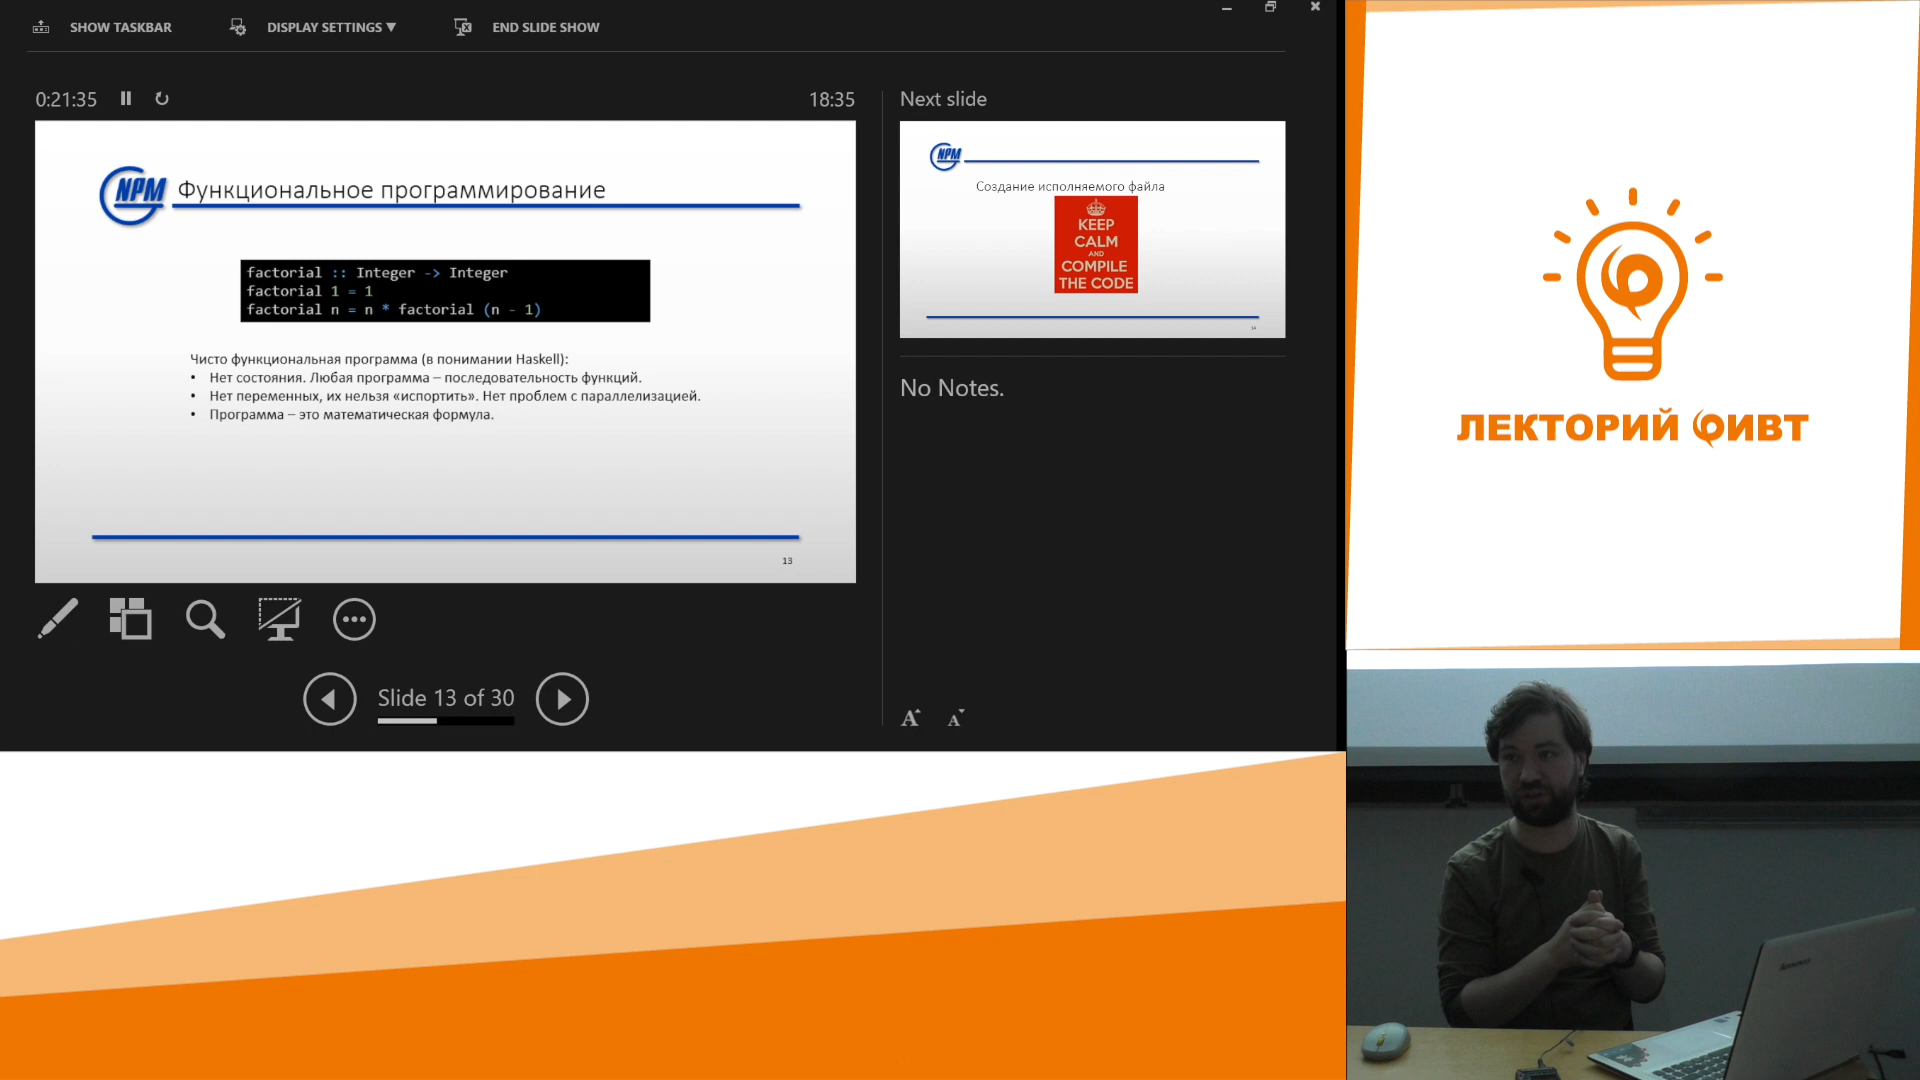 SHOW TASKBAR
DISPLAY SETTINGS ▼
END SLIDE SHOW
0:21:35
18:35
NPM
Функциональное программирование
factorial :: Integer -> Integer
factorial 1 = 1
factorial n = n * factorial (n - 1)
Чисто функциональная программа (в понимании Haskell):
• Нет состояния. Любая программа – последовательность функций.
• Нет переменных, их нельзя «испортить». Нет проблем с параллелизацией.
• Программа – это математическая формула.
13
Slide 13 of 30
Next slide
NPM
Создание исполняемого файла
KEEP
CALM
AND
COMPILE
THE CODE
14
No Notes.
A A
ЛЕКТОРИЙ ФИВТ
Lenovo